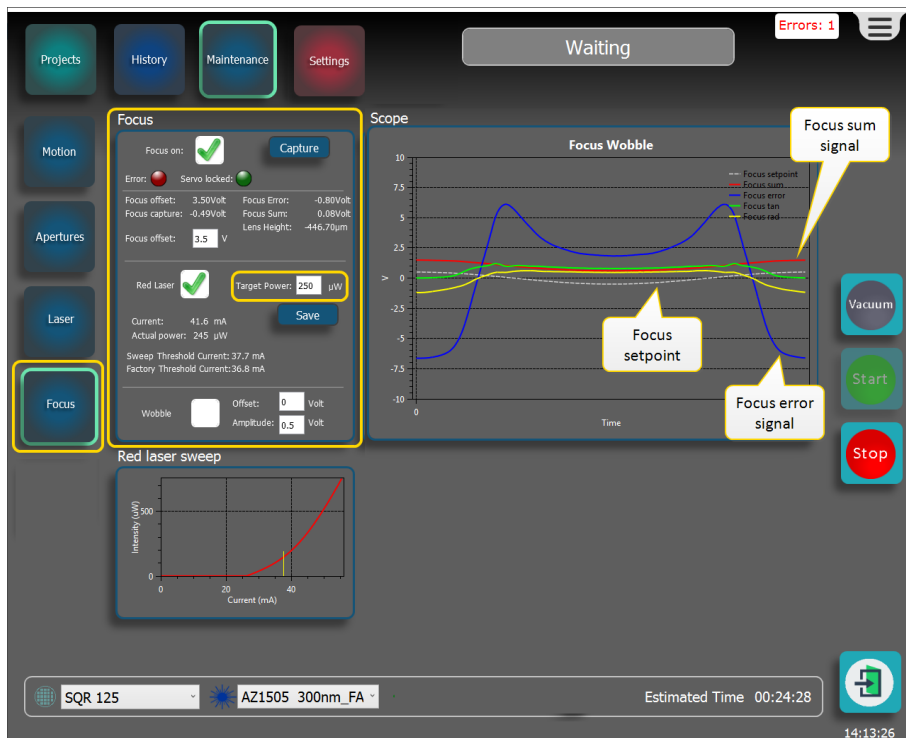 Errors: 1
Projects
History
Maintenance
Settings
Waiting
Motion
Apertures
Laser
Focus
Focus
Focus on:
Capture
Error:
Servo locked:
Focus offset: 3.50Volt Focus Error: -0.80Volt
Focus capture: -0.49Volt Focus Sum: 0.08Volt
Lens Height: -446.70µm
Focus offset: 3.5 V
Red Laser
Target Power: 250 µW
Save
Current: 41.6 mA
Actual power: 245 µW
Sweep Threshold Current: 37.7 mA
Factory Threshold Current: 36.8 mA
Wobble
Offset: 0 Volt
Amplitude: 0.5 Volt
Scope
Focus Wobble
Focus sum
signal
Focus setpoint
Focus sum
Focus error
Focus tan
Focus rad
10
7.5
5
2.5
0
-2.5
-5
-7.5
-10
V
0
Time
Focus
setpoint
Focus error
signal
Vacuum
Start
Stop
Red laser sweep
Intensity (uW)
500
0
0 20 40
Current (mA)
SQR 125
AZ1505 300nm_FA
Estimated Time 00:24:28
14:13:26